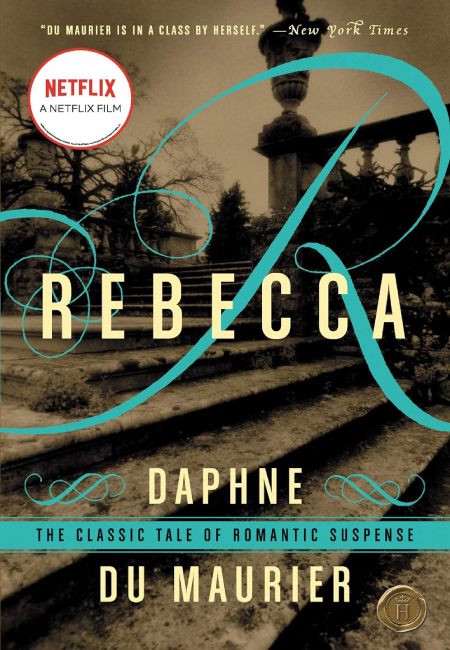 "DU MAURIER IS IN A CLASS BY HERSELF." —New York Times
NETFLIX
A NETFLIX FILM
R
REBECCA
DAPHNE
THE CLASSIC TALE OF ROMANTIC SUSPENSE
DU MAURIER
H